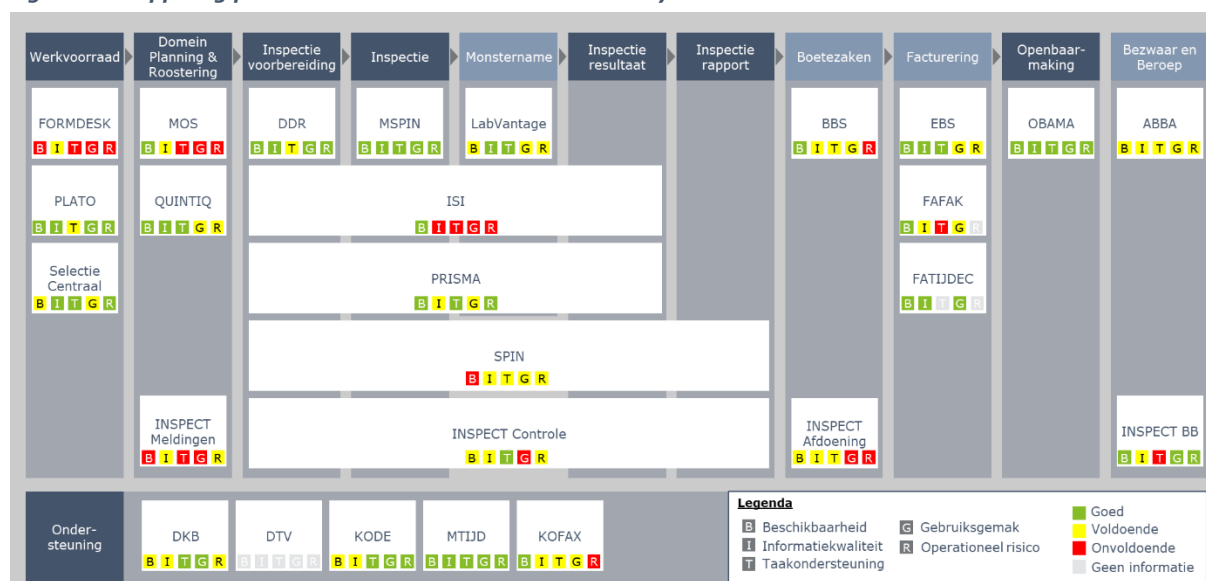 Werkvoorraad
Domein
Planning &
Roostering
Inspectie
voorbereiding
Inspectie
Monstername
Inspectie
resultaat
Inspectie
rapport
Boetezaken
Facturering
Openbaar-
making
Bezwaar en
Beroep
FORMDESK
B I T G R
MOS
B I T G R
DDR
B I T G R
MSPIN
B I T G R
LabVantage
B I T G R
BBS
B I T G R
EBS
B I T G R
OBAMA
B I T G R
ABBA
B I T G R
PLATO
B I T G R
QUINTIQ
B I T G R
ISI
B I T G R
FAFAK
B I T G R
Selectie
Centraal
B I T G R
PRISMA
B I T G R
FATIJDEC
B I T G R
SPIN
B I T G R
INSPECT
Meldingen
B I T G R
INSPECT Controle
B I T G R
INSPECT
Afdoening
B I T G R
INSPECT BB
B I T G R
Onder-
steuning
DKB
B I T G R
DTV
B I T G R
KODE
B I T G R
MTIJD
B I T G R
KOFAX
B I T G R
Legenda
B Beschikbaarheid
I Informatiekwaliteit
T Taakondersteuning
G Gebruiksgemak
R Operationeel risico
Goed
Voldoende
Onvoldoende
Geen informatie